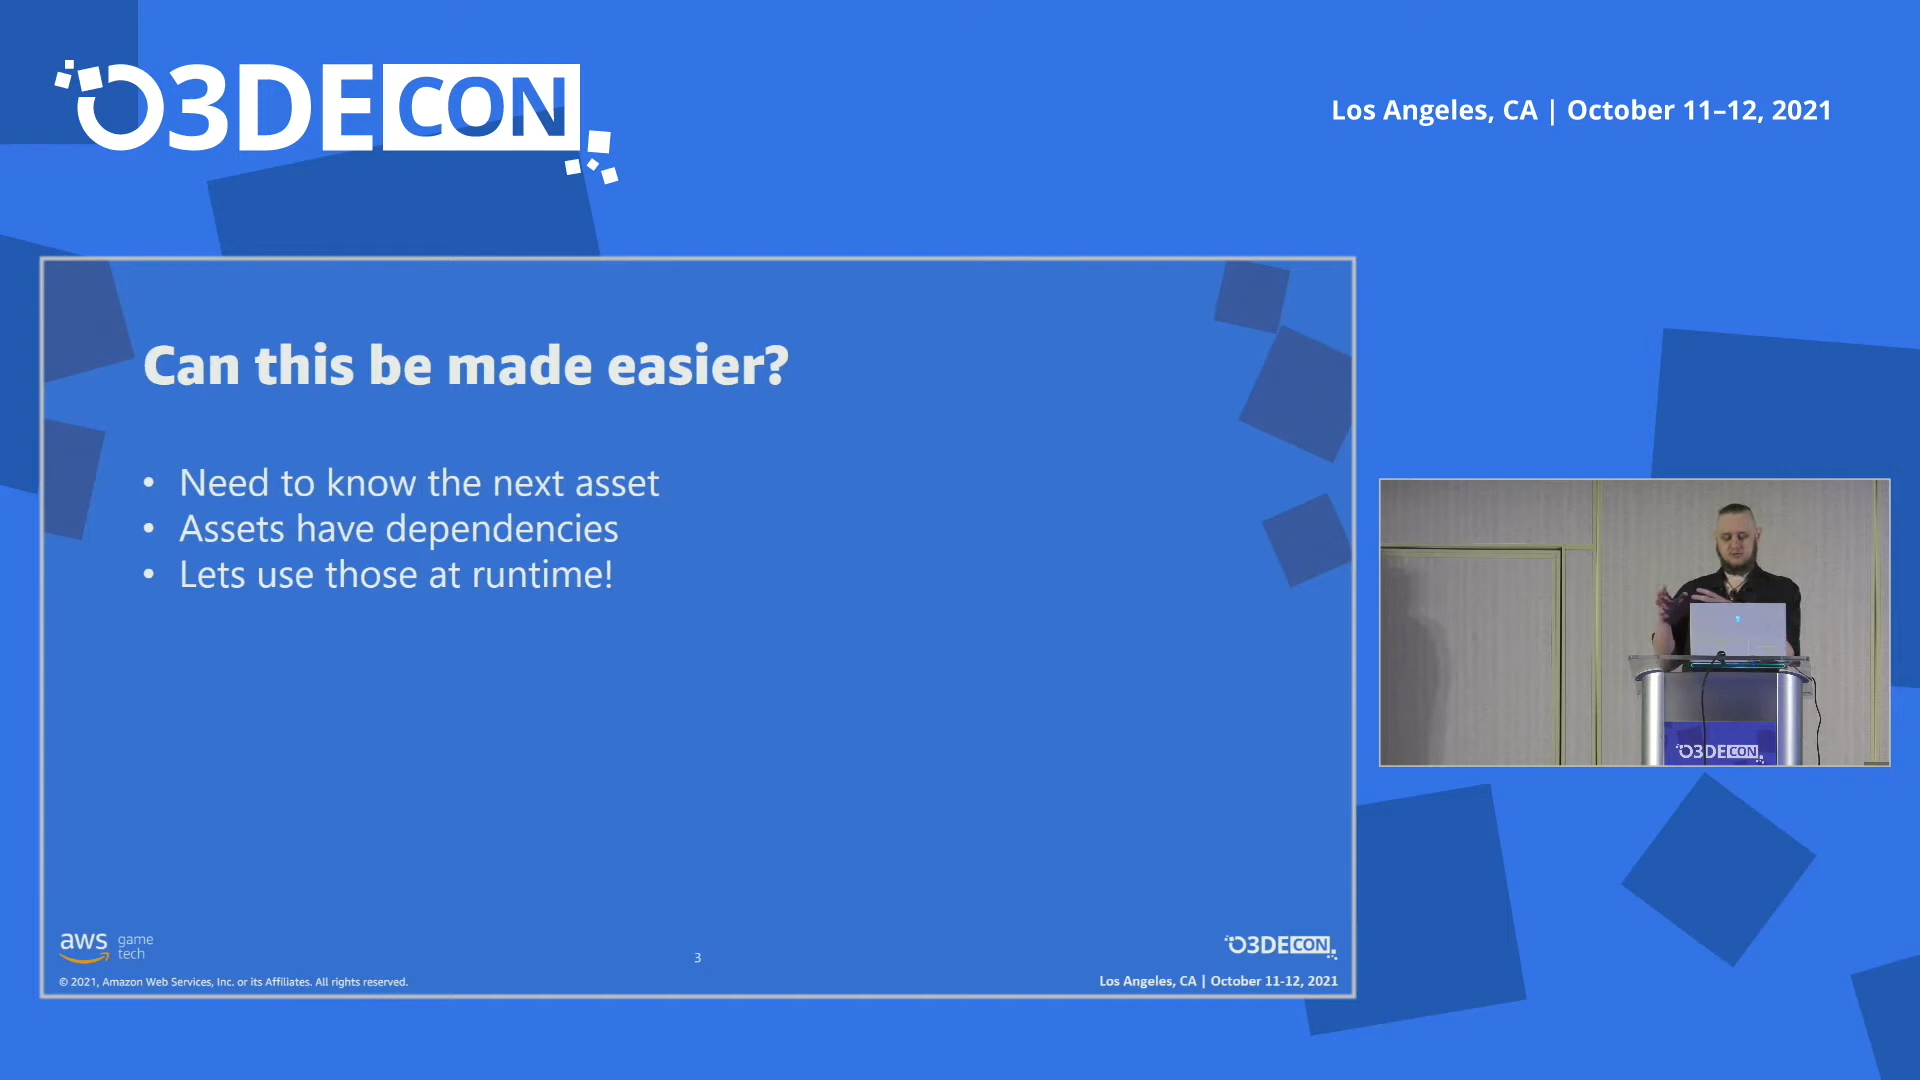 O3DECON
Los Angeles, CA | October 11–12, 2021
Can this be made easier?
• Need to know the next asset
• Assets have dependencies
• Lets use those at runtime!
aws game tech
3
O3DECON
© 2021, Amazon Web Services, Inc. or its Affiliates. All rights reserved.
Los Angeles, CA | October 11-12, 2021
O3DECON